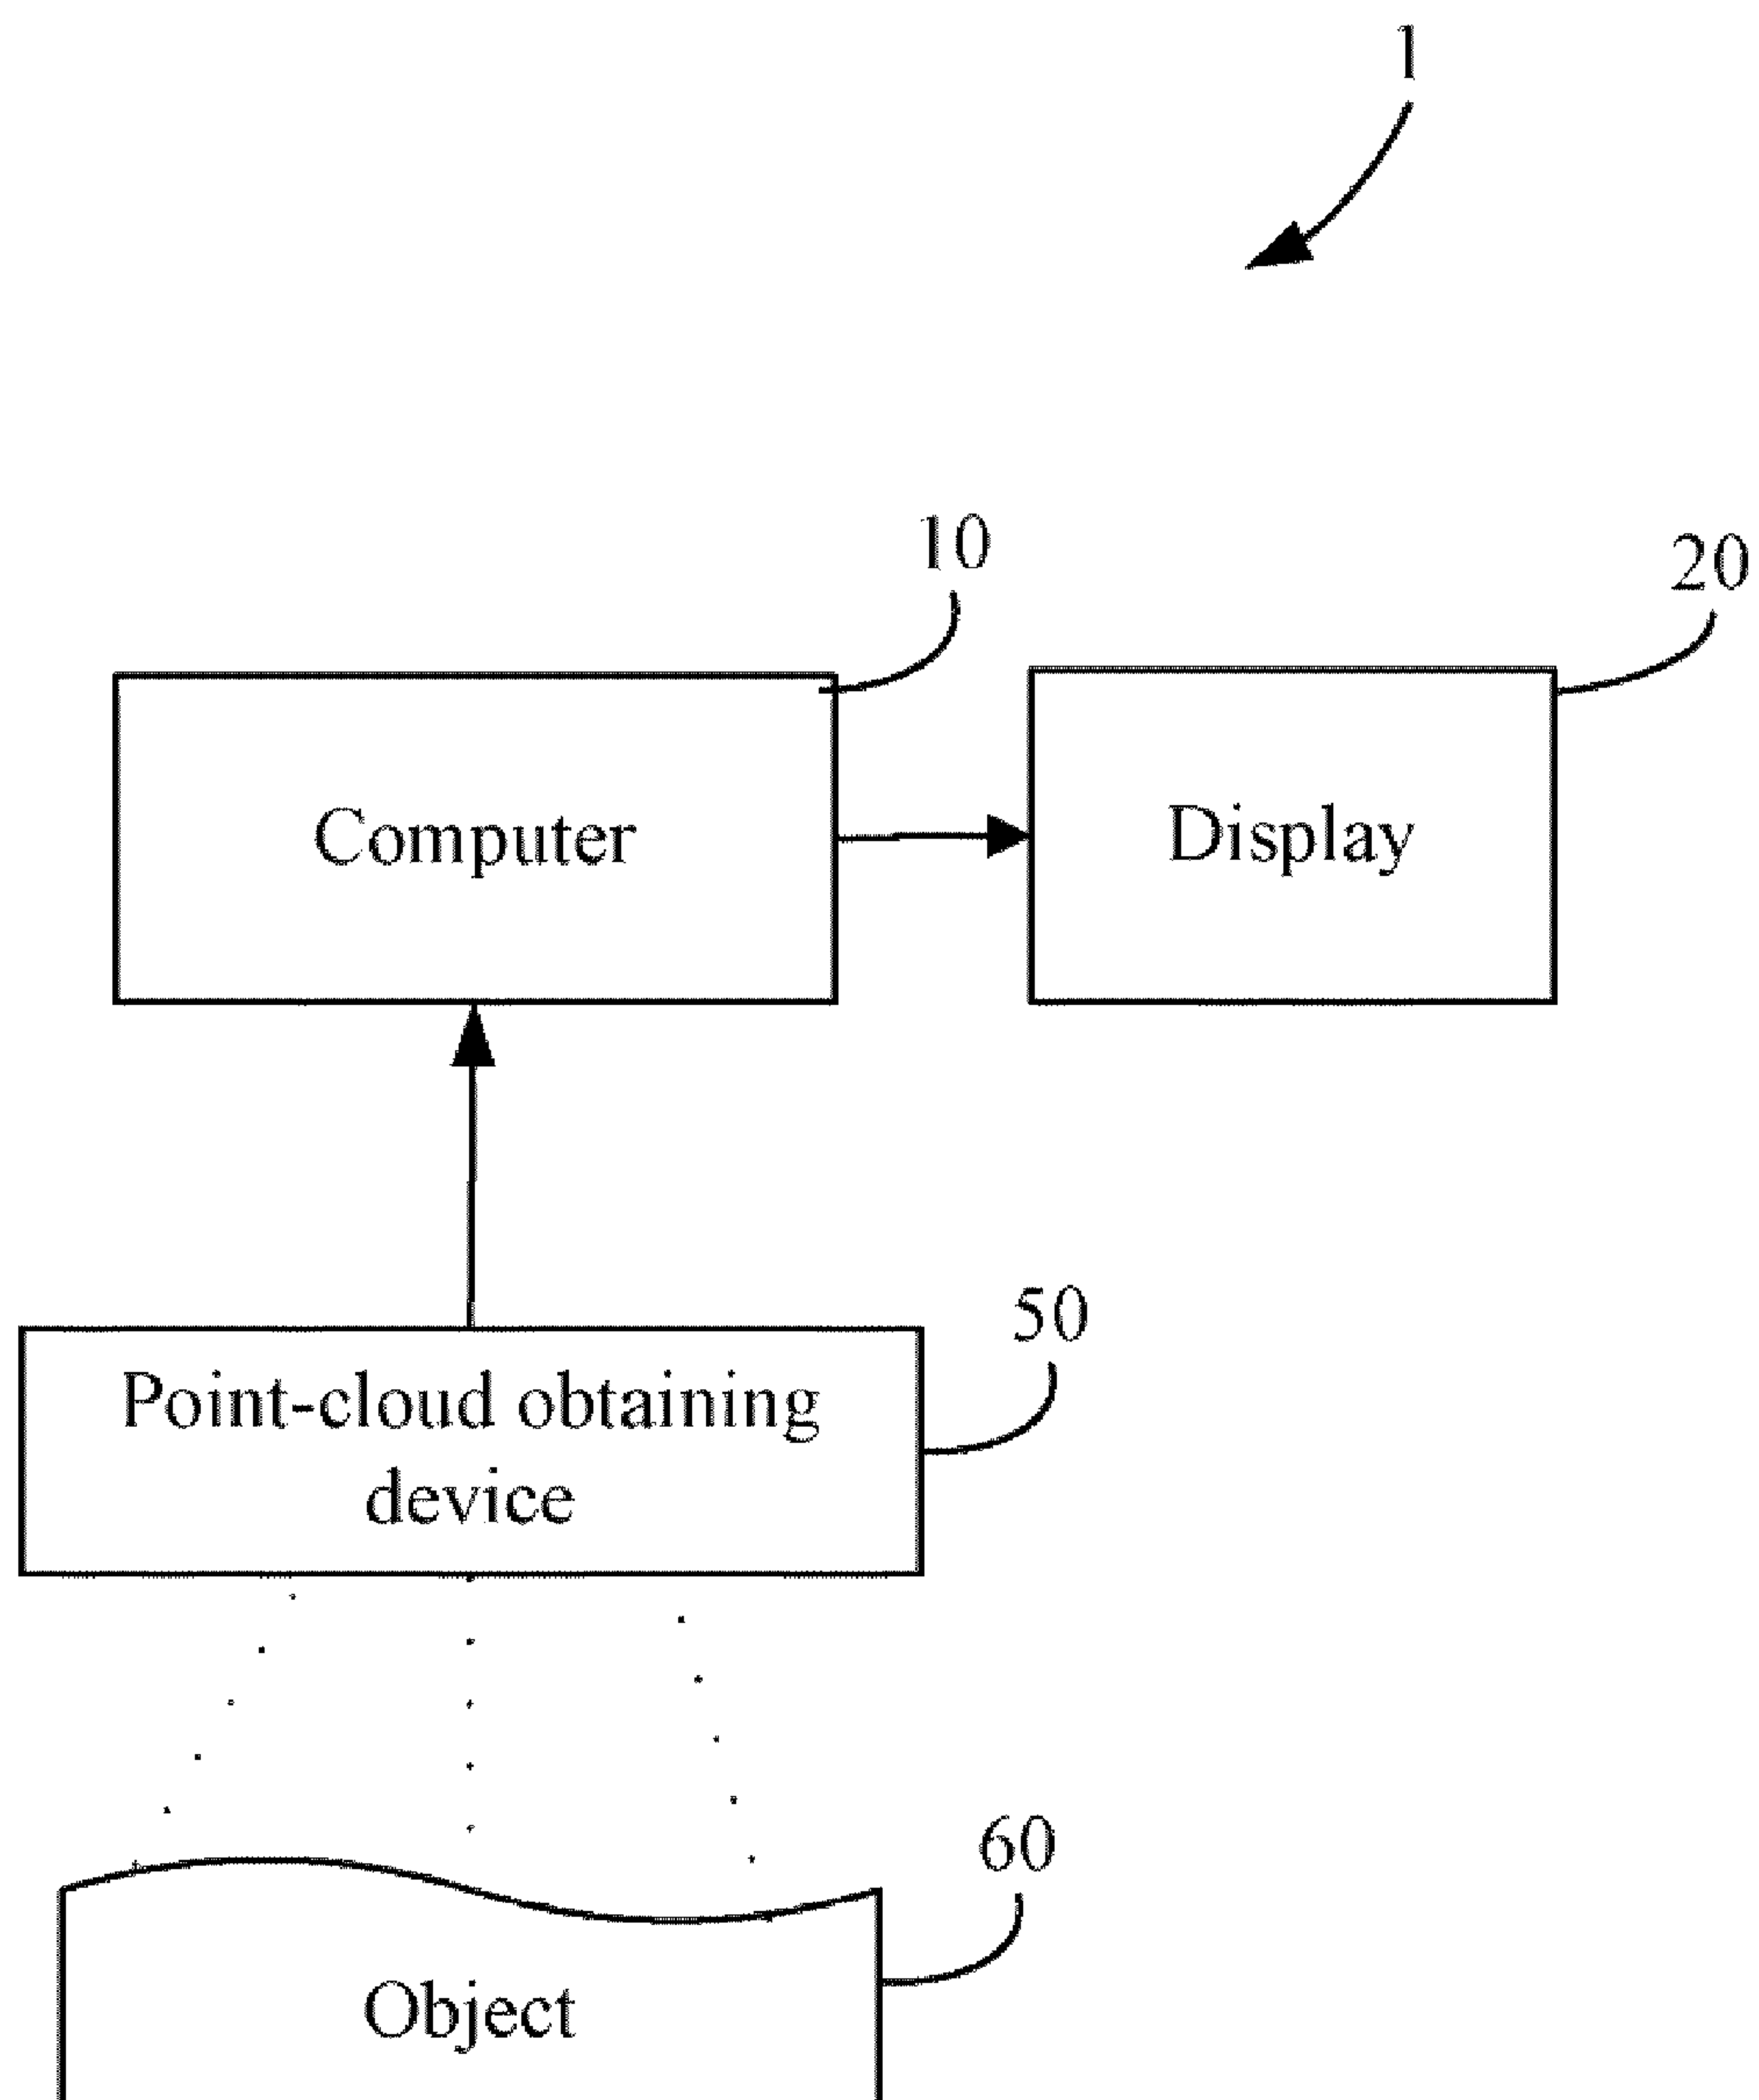 1
10
20
Computer
Display
50
Point-cloud obtaining
device
60
Object